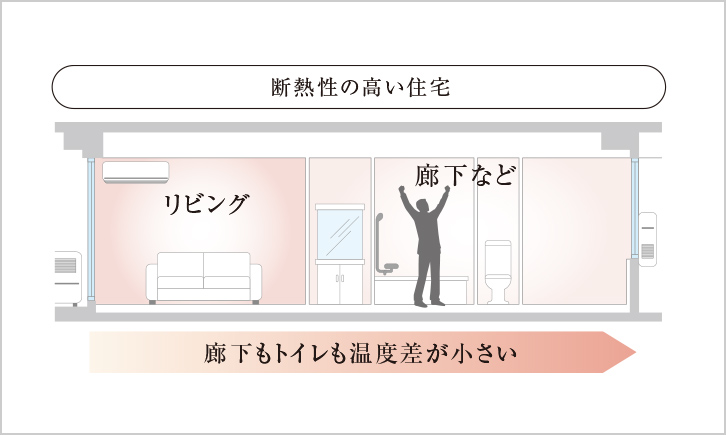 断熱性の高い住宅
リビング
廊下など
廊下もトイレも温度差が小さい